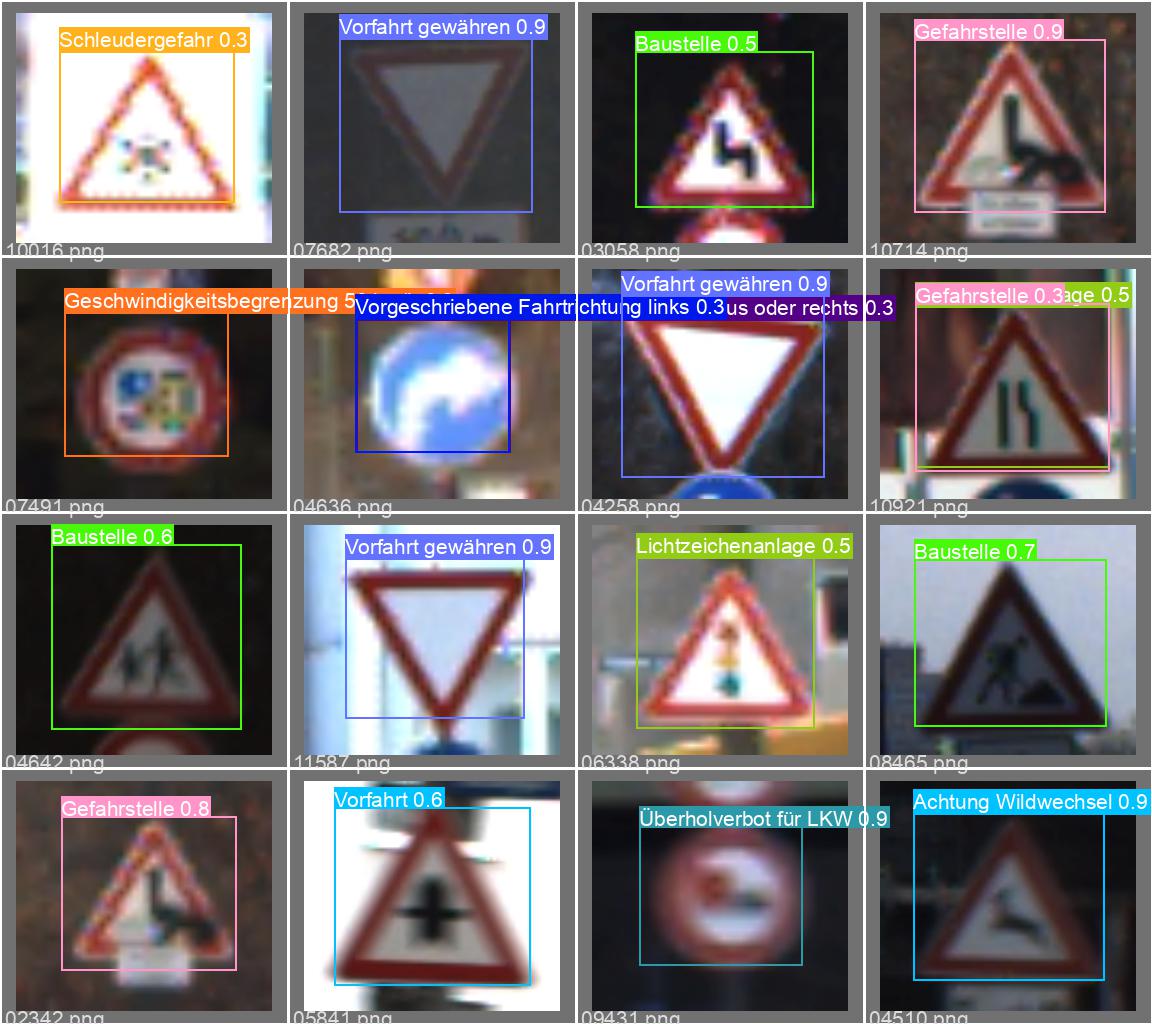 Schleudergefahr 0.3
Vorfahrt gewähren 0.9
Baustelle 0.5
Gefahrstelle 0.9
10016.png
07682.png
03058.png
10714.png
Geschwindigkeitsbegrenzung 5
Vorgeschriebene Fahrtrichtung links 0.3
Vorfahrt gewähren 0.9
us oder rechts 0.3
Gefahrstelle 0.3
age 0.5
07491.png
04636.png
04258.png
10921.png
Baustelle 0.6
Vorfahrt gewähren 0.9
Lichtzeichenanlage 0.5
Baustelle 0.7
04642.png
11587.png
06338.png
08465.png
Gefahrstelle 0.8
Vorfahrt 0.6
Überholverbot für LKW 0.9
Achtung Wildwechsel 0.9
02342.png
05841.png
09431.png
04510.png